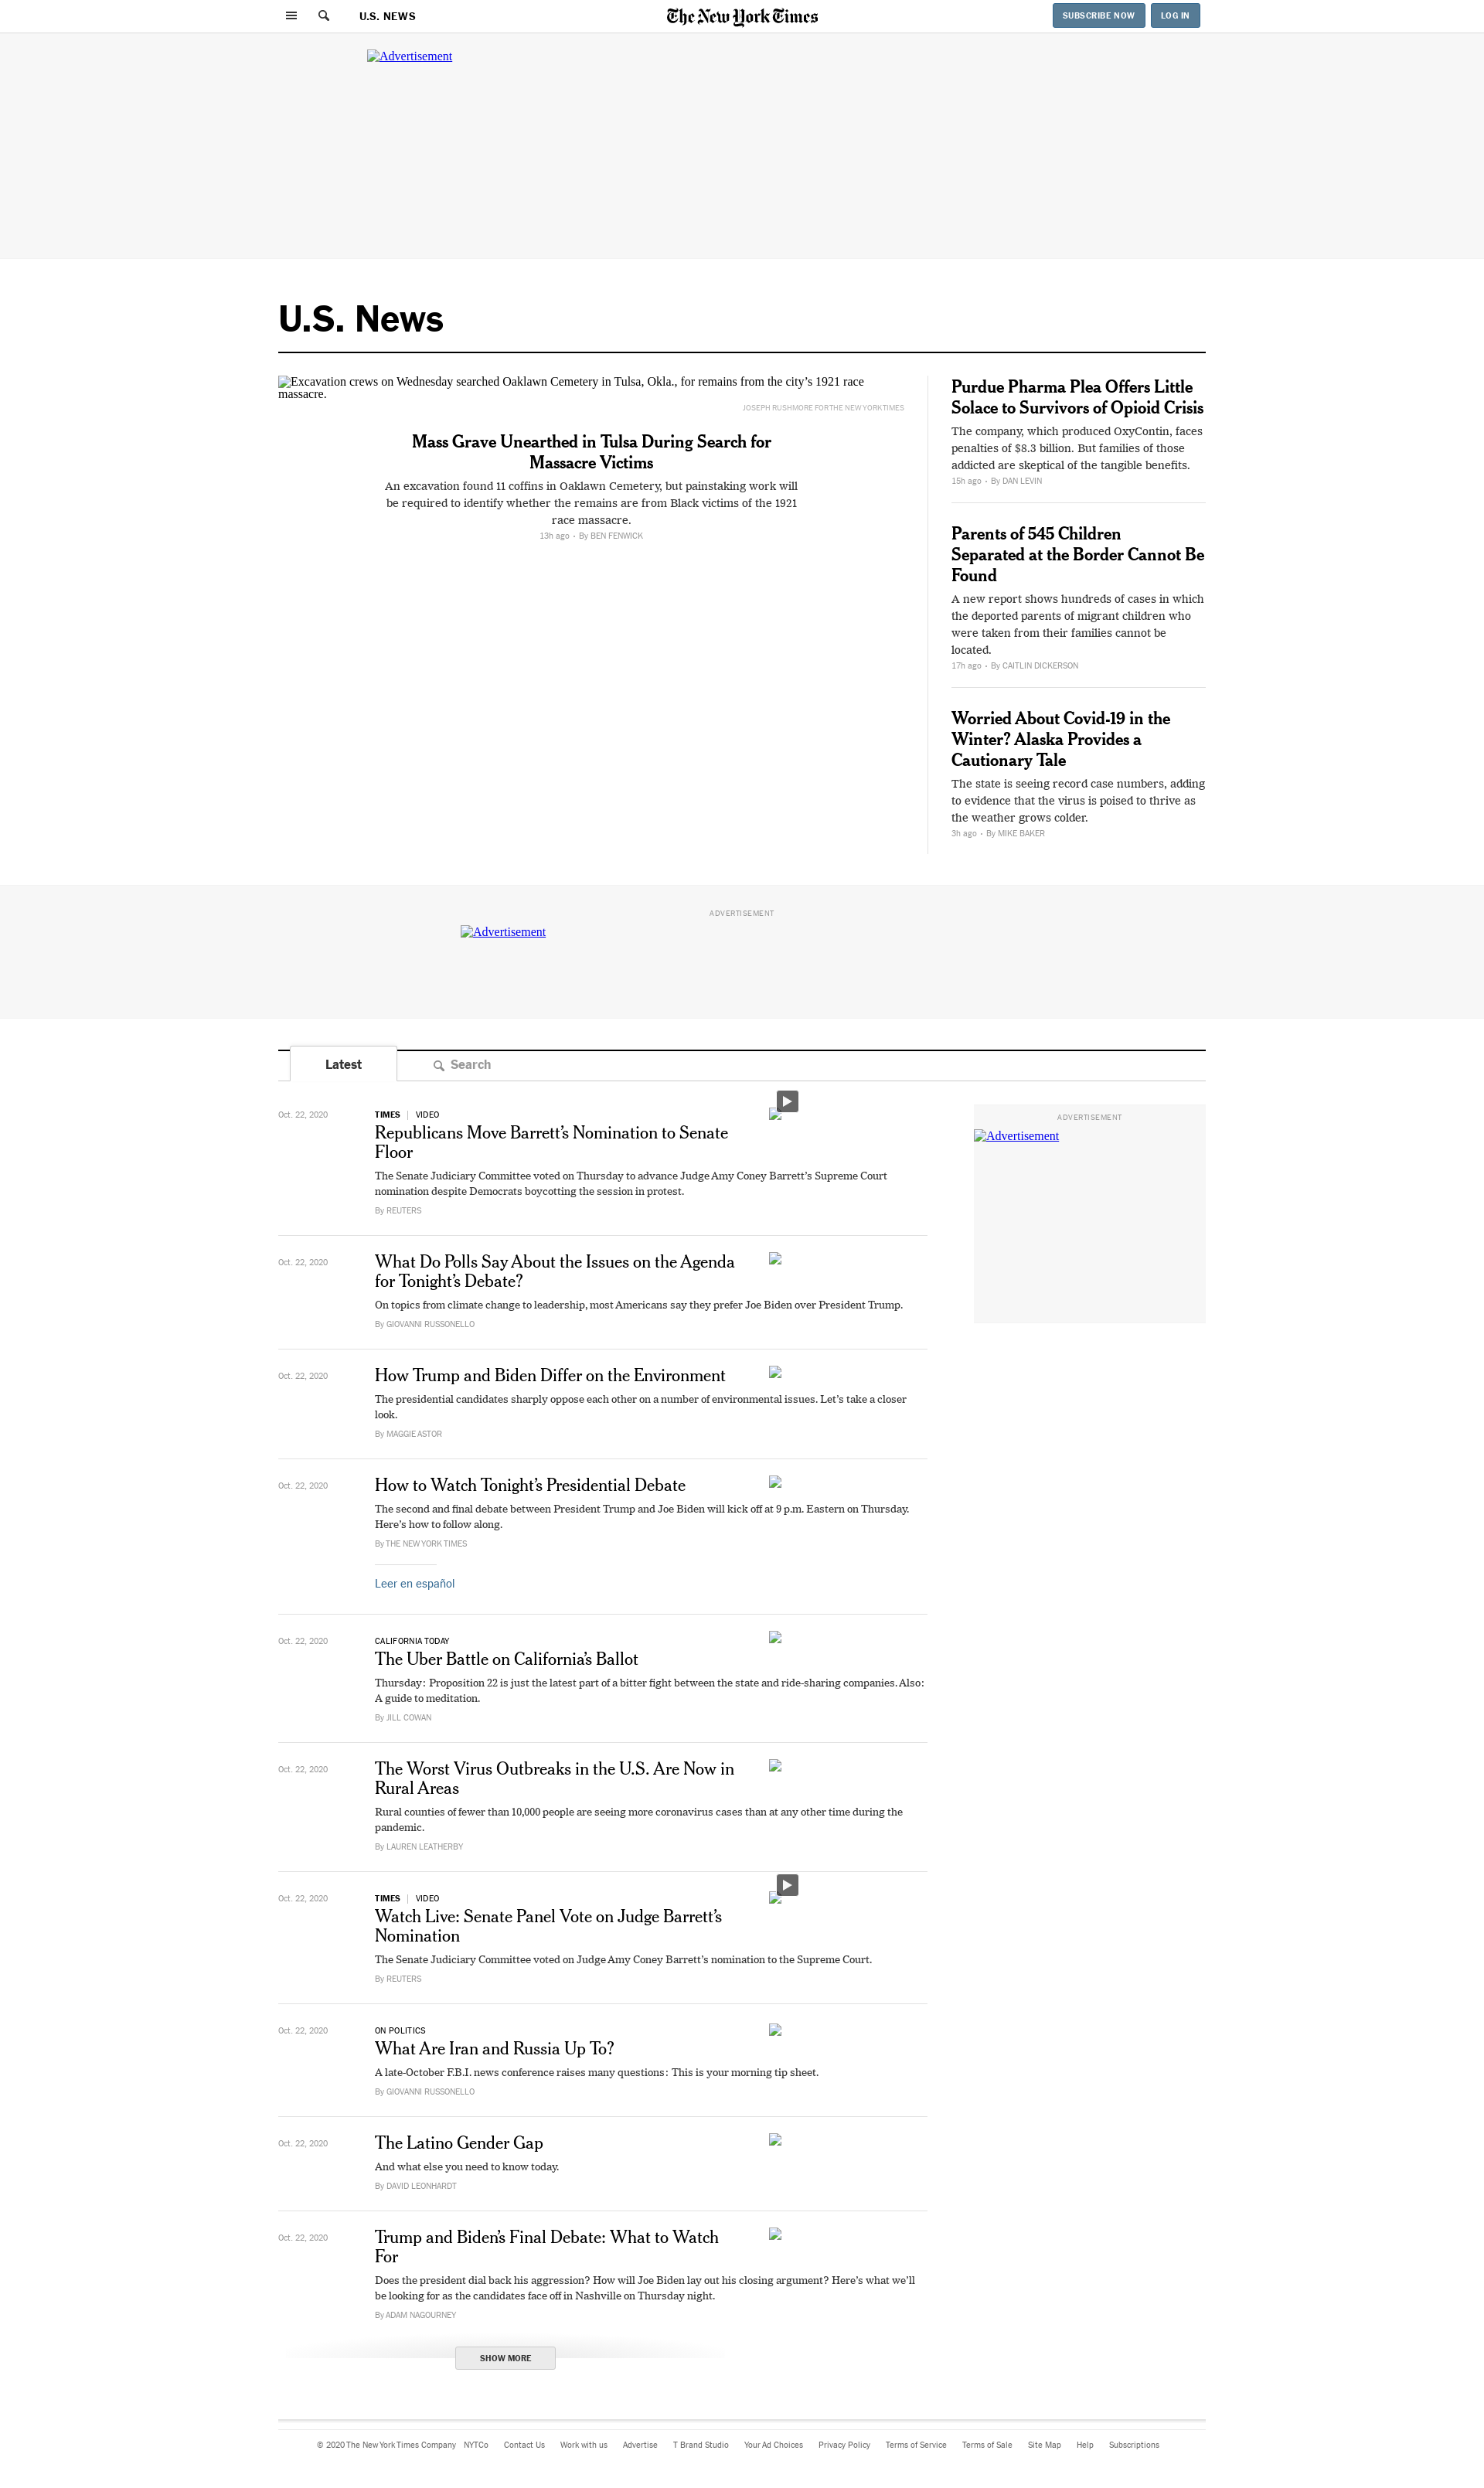 U.S. NEWS
The New York Times
SUBSCRIBE NOW
LOG IN
Advertisement
U.S. News
Excavation crews on Wednesday searched Oaklawn Cemetery in Tulsa, Okla., for remains from the city’s 1921 race
massacre.
JOSEPH RUSHMORE FOR THE NEW YORK TIMES
Mass Grave Unearthed in Tulsa During Search for
Massacre Victims
An excavation found 11 coffins in Oaklawn Cemetery, but painstaking work will
be required to identify whether the remains are from Black victims of the 1921
race massacre.
13h ago • By BEN FENWICK
Purdue Pharma Plea Offers Little
Solace to Survivors of Opioid Crisis
The company, which produced OxyContin, faces
penalties of $8.3 billion. But families of those
addicted are skeptical of the tangible benefits.
15h ago • By DAN LEVIN
Parents of 545 Children
Separated at the Border Cannot Be
Found
A new report shows hundreds of cases in which
the deported parents of migrant children who
were taken from their families cannot be
located.
17h ago • By CAITLIN DICKERSON
Worried About Covid-19 in the
Winter? Alaska Provides a
Cautionary Tale
The state is seeing record case numbers, adding
to evidence that the virus is poised to thrive as
the weather grows colder.
3h ago • By MIKE BAKER
ADVERTISEMENT
Advertisement
Latest
Search
Oct. 22, 2020
TIMES | VIDEO
Republicans Move Barrett’s Nomination to Senate
Floor
The Senate Judiciary Committee voted on Thursday to advance Judge Amy Coney Barrett’s Supreme Court
nomination despite Democrats boycotting the session in protest.
By REUTERS
ADVERTISEMENT
Advertisement
Oct. 22, 2020
What Do Polls Say About the Issues on the Agenda
for Tonight’s Debate?
On topics from climate change to leadership, most Americans say they prefer Joe Biden over President Trump.
By GIOVANNI RUSSONELLO
Oct. 22, 2020
How Trump and Biden Differ on the Environment
The presidential candidates sharply oppose each other on a number of environmental issues. Let’s take a closer
look.
By MAGGIE ASTOR
Oct. 22, 2020
How to Watch Tonight’s Presidential Debate
The second and final debate between President Trump and Joe Biden will kick off at 9 p.m. Eastern on Thursday.
Here’s how to follow along.
By THE NEW YORK TIMES
Leer en español
Oct. 22, 2020
CALIFORNIA TODAY
The Uber Battle on California’s Ballot
Thursday: Proposition 22 is just the latest part of a bitter fight between the state and ride-sharing companies. Also:
A guide to meditation.
By JILL COWAN
Oct. 22, 2020
The Worst Virus Outbreaks in the U.S. Are Now in
Rural Areas
Rural counties of fewer than 10,000 people are seeing more coronavirus cases than at any other time during the
pandemic.
By LAUREN LEATHERBY
Oct. 22, 2020
TIMES | VIDEO
Watch Live: Senate Panel Vote on Judge Barrett’s
Nomination
The Senate Judiciary Committee voted on Judge Amy Coney Barrett’s nomination to the Supreme Court.
By REUTERS
Oct. 22, 2020
ON POLITICS
What Are Iran and Russia Up To?
A late-October F.B.I. news conference raises many questions: This is your morning tip sheet.
By GIOVANNI RUSSONELLO
Oct. 22, 2020
The Latino Gender Gap
And what else you need to know today.
By DAVID LEONHARDT
Oct. 22, 2020
Trump and Biden’s Final Debate: What to Watch
For
Does the president dial back his aggression? How will Joe Biden lay out his closing argument? Here’s what we’ll
be looking for as the candidates face off in Nashville on Thursday night.
By ADAM NAGOURNEY
SHOW MORE
© 2020 The New York Times Company NYTCo Contact Us Work with us Advertise T Brand Studio Your Ad Choices Privacy Policy Terms of Service Terms of Sale Site Map Help Subscriptions